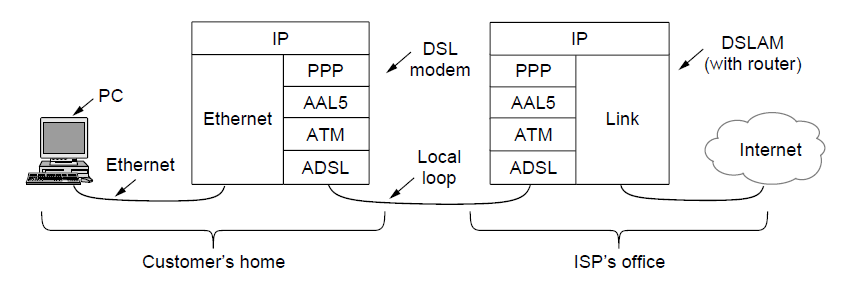 IP
IP
DSL
modem
DSLAM
(with router)
PC
PPP
PPP
Ethernet
AAL5
AAL5
Link
ATM
ATM
Internet
Ethernet
ADSL
Local
loop
ADSL
Customer's home
ISP's office